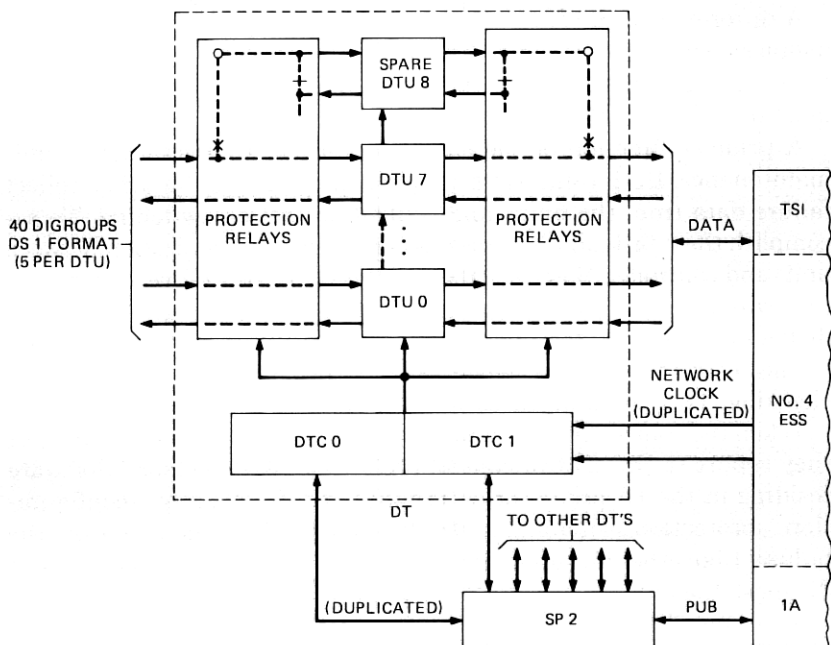 SPARE
DTU 8
DTU 7
PROTECTION
RELAYS
PROTECTION
RELAYS
40 DIGROUPS
DS 1 FORMAT
(5 PER DTU)
DTU 0
DATA
TSI
NETWORK
CLOCK
(DUPLICATED)
NO. 4
ESS
DTC 0
DTC 1
DT
TO OTHER DT'S
(DUPLICATED)
SP 2
PUB
1A